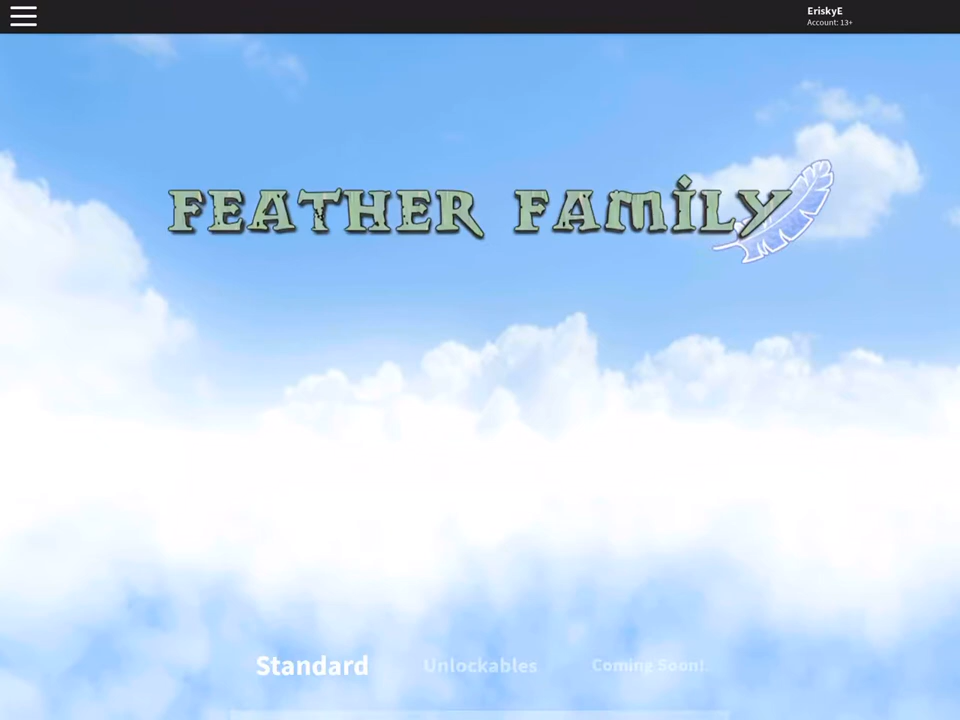 EriskyE
Account: 13+
FEATHER FAMILY
Standard
Unlockables
Coming Soon!